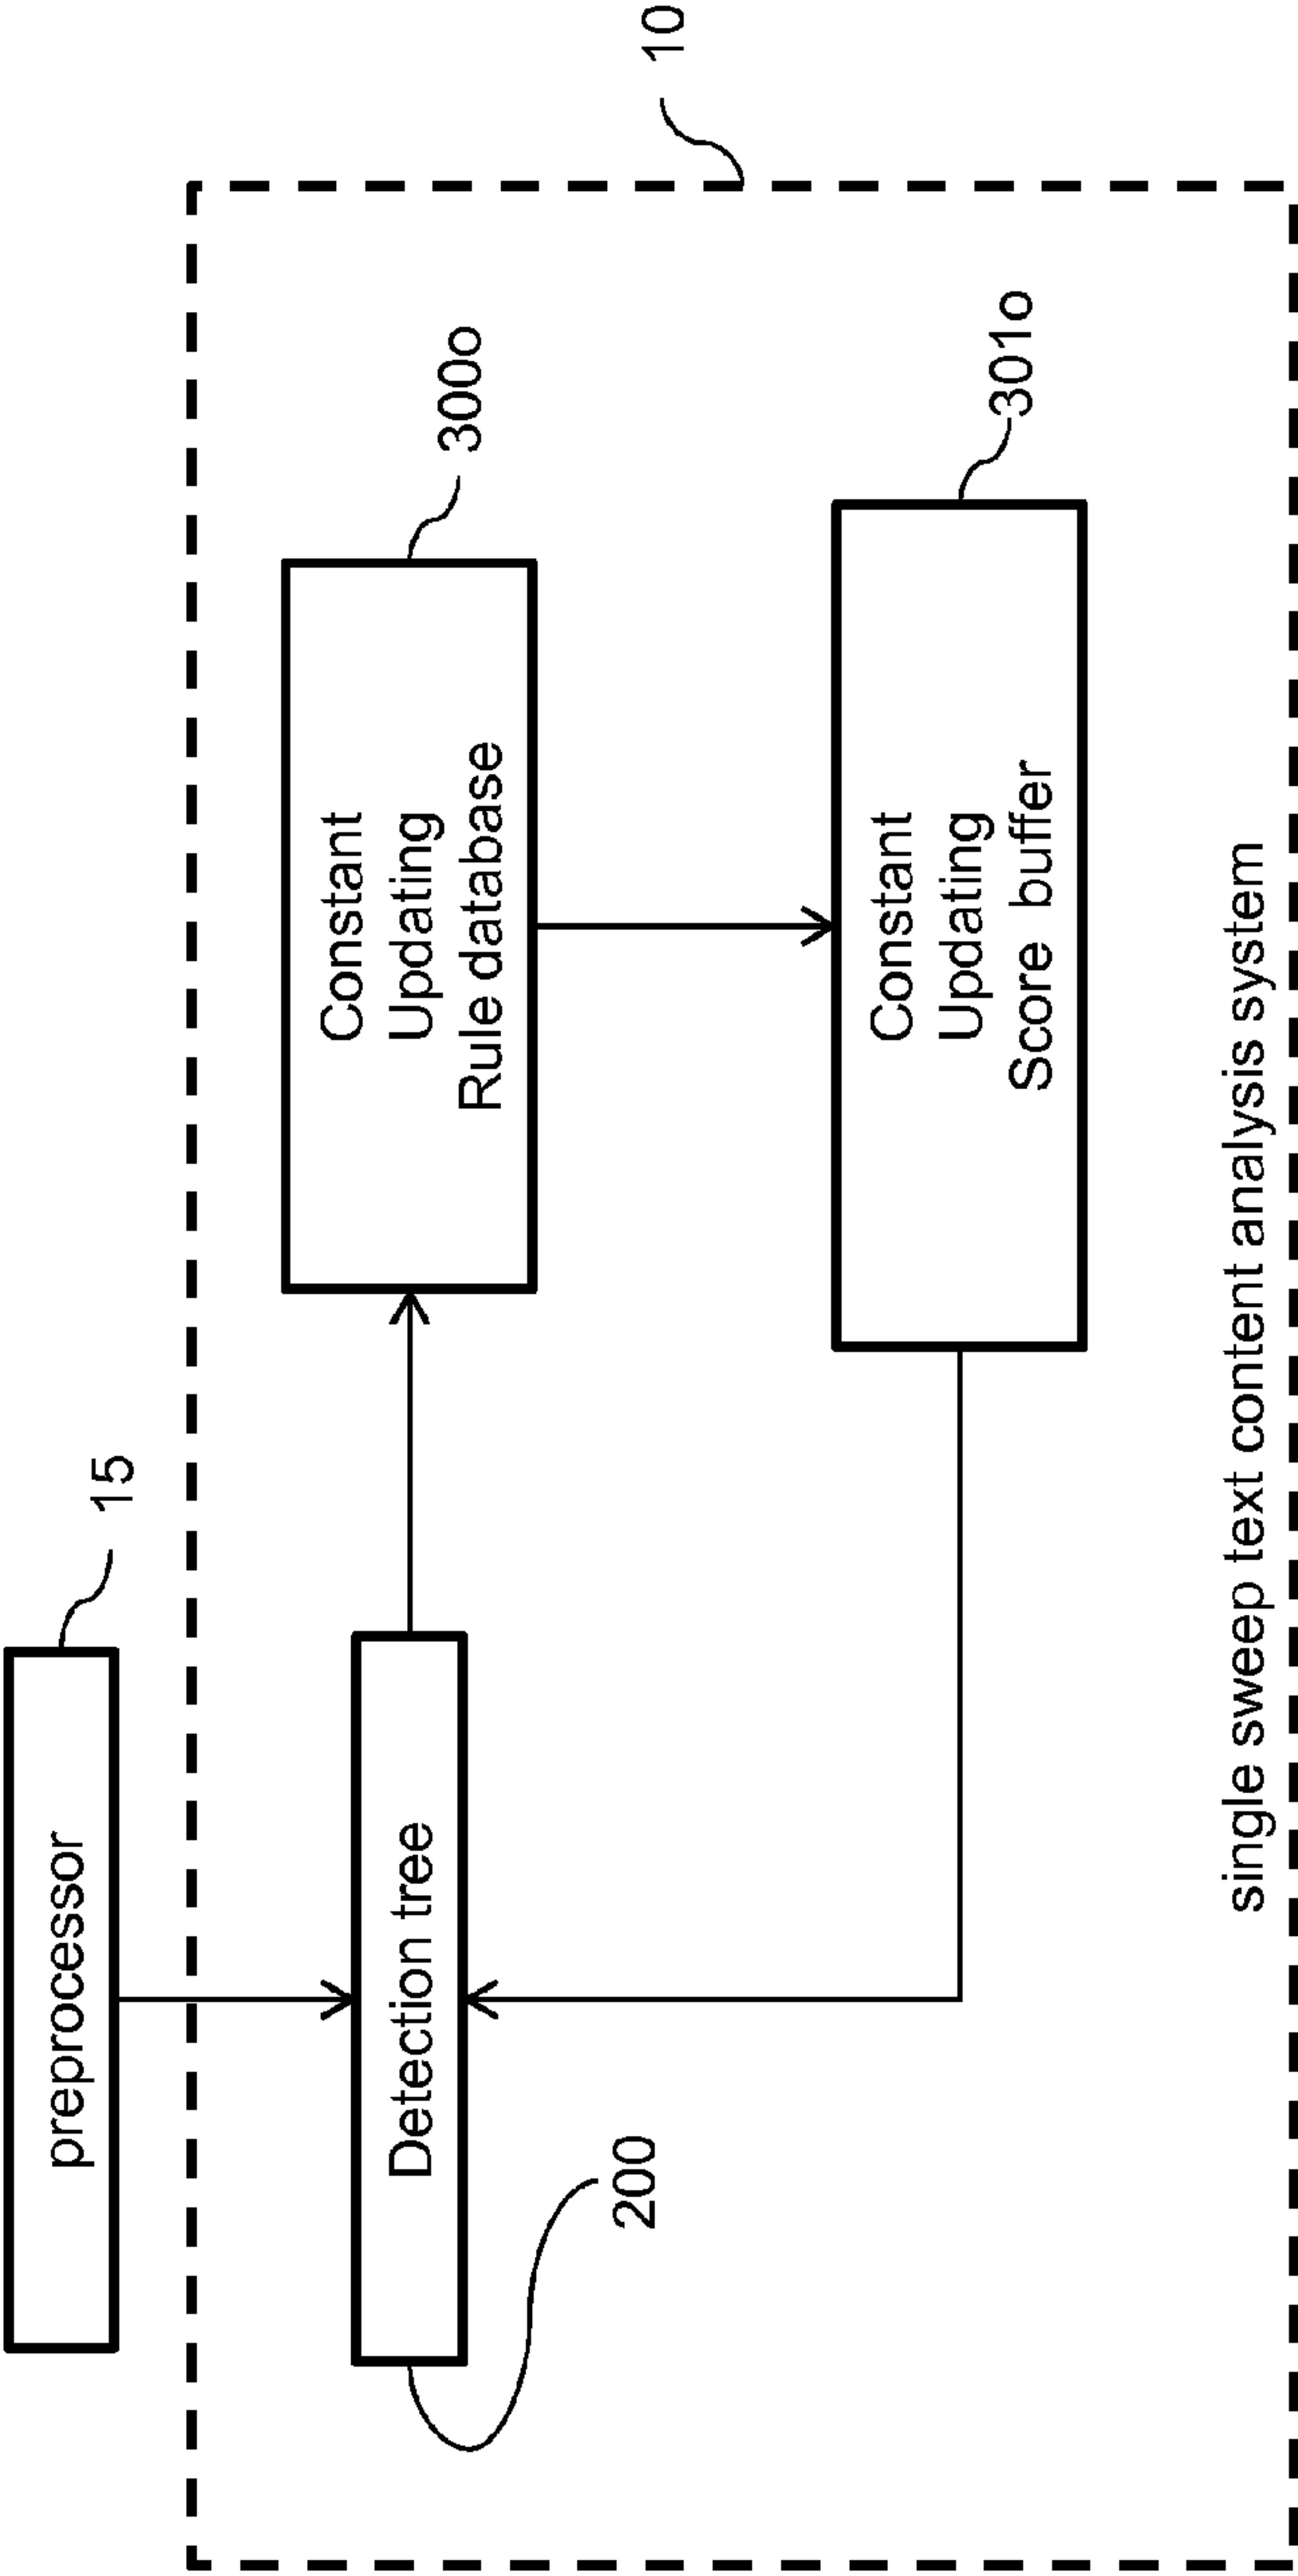 preprocessor
15
10
Detection tree
200
Constant
Updating
Rule database
300o
Constant
Updating
Score buffer
301o
single sweep text content analysis system